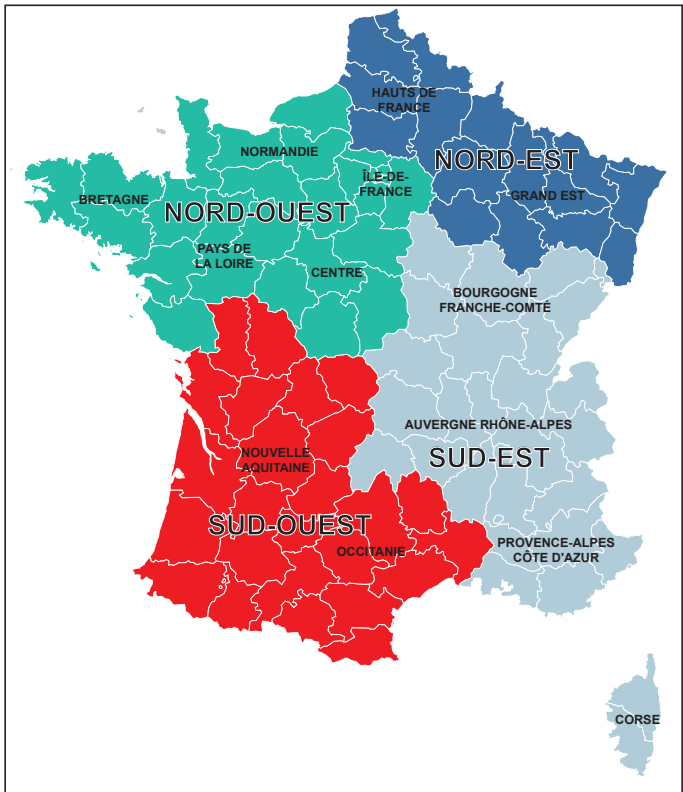 HAUTS DE
FRANCE
NORMANDIE
NORD-EST
ÎLE-DE-
FRANCE
GRAND EST
BRETAGNE
NORD-OUEST
PAYS DE
LA LOIRE
CENTRE
BOURGOGNE
FRANCHE-COMTÉ
AUVERGNE RHÔNE-ALPES
NOUVELLE
AQUITAINE
SUD-EST
SUD-OUEST
OCCITANIE
PROVENCE-ALPES
CÔTE D'AZUR
CORSE